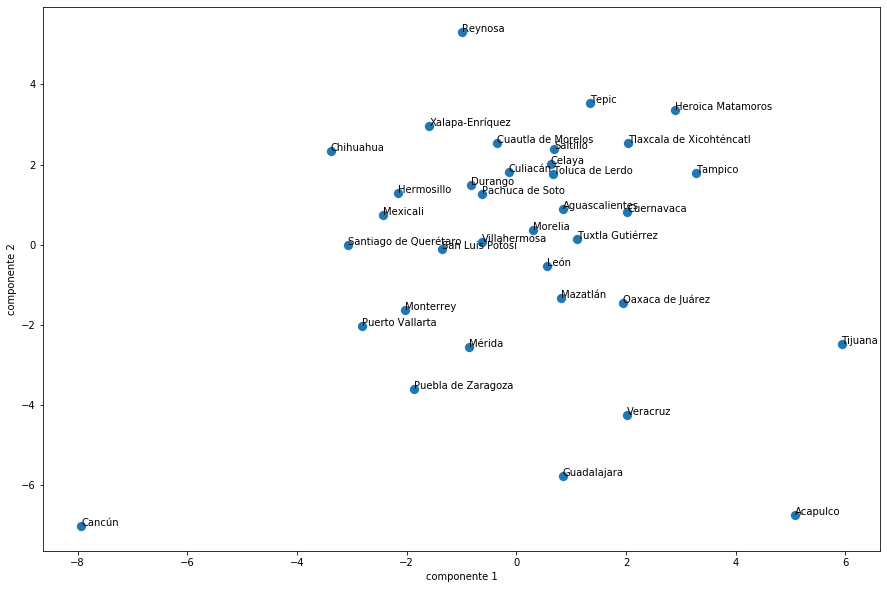 Reynosa
4
Tepic
Heroica Matamoros
Xalapa-Enríquez
Cuautla de Morelos
Tlaxcala de Xicohténcatl
Saltillo
Chihuahua
Celaya
2
Culiacán
Toluca de Lerdo
Tampico
Durango
Hermosillo
Pachuca de Soto
Mexicali
Aguascalientes
Cuernavaca
Morelia
Tuxtla Gutiérrez
0
Santiago de Querétaro
Villahermosa
San Luis Potosí
León
componente 2
Mazatlán
Oaxaca de Juárez
Monterrey
Puerto Vallarta
−2
Mérida
Tijuana
Puebla de Zaragoza
−4
Veracruz
Guadalajara
−6
Acapulco
Cancún
−8 −6 −4 −2 0 2 4 6
componente 1